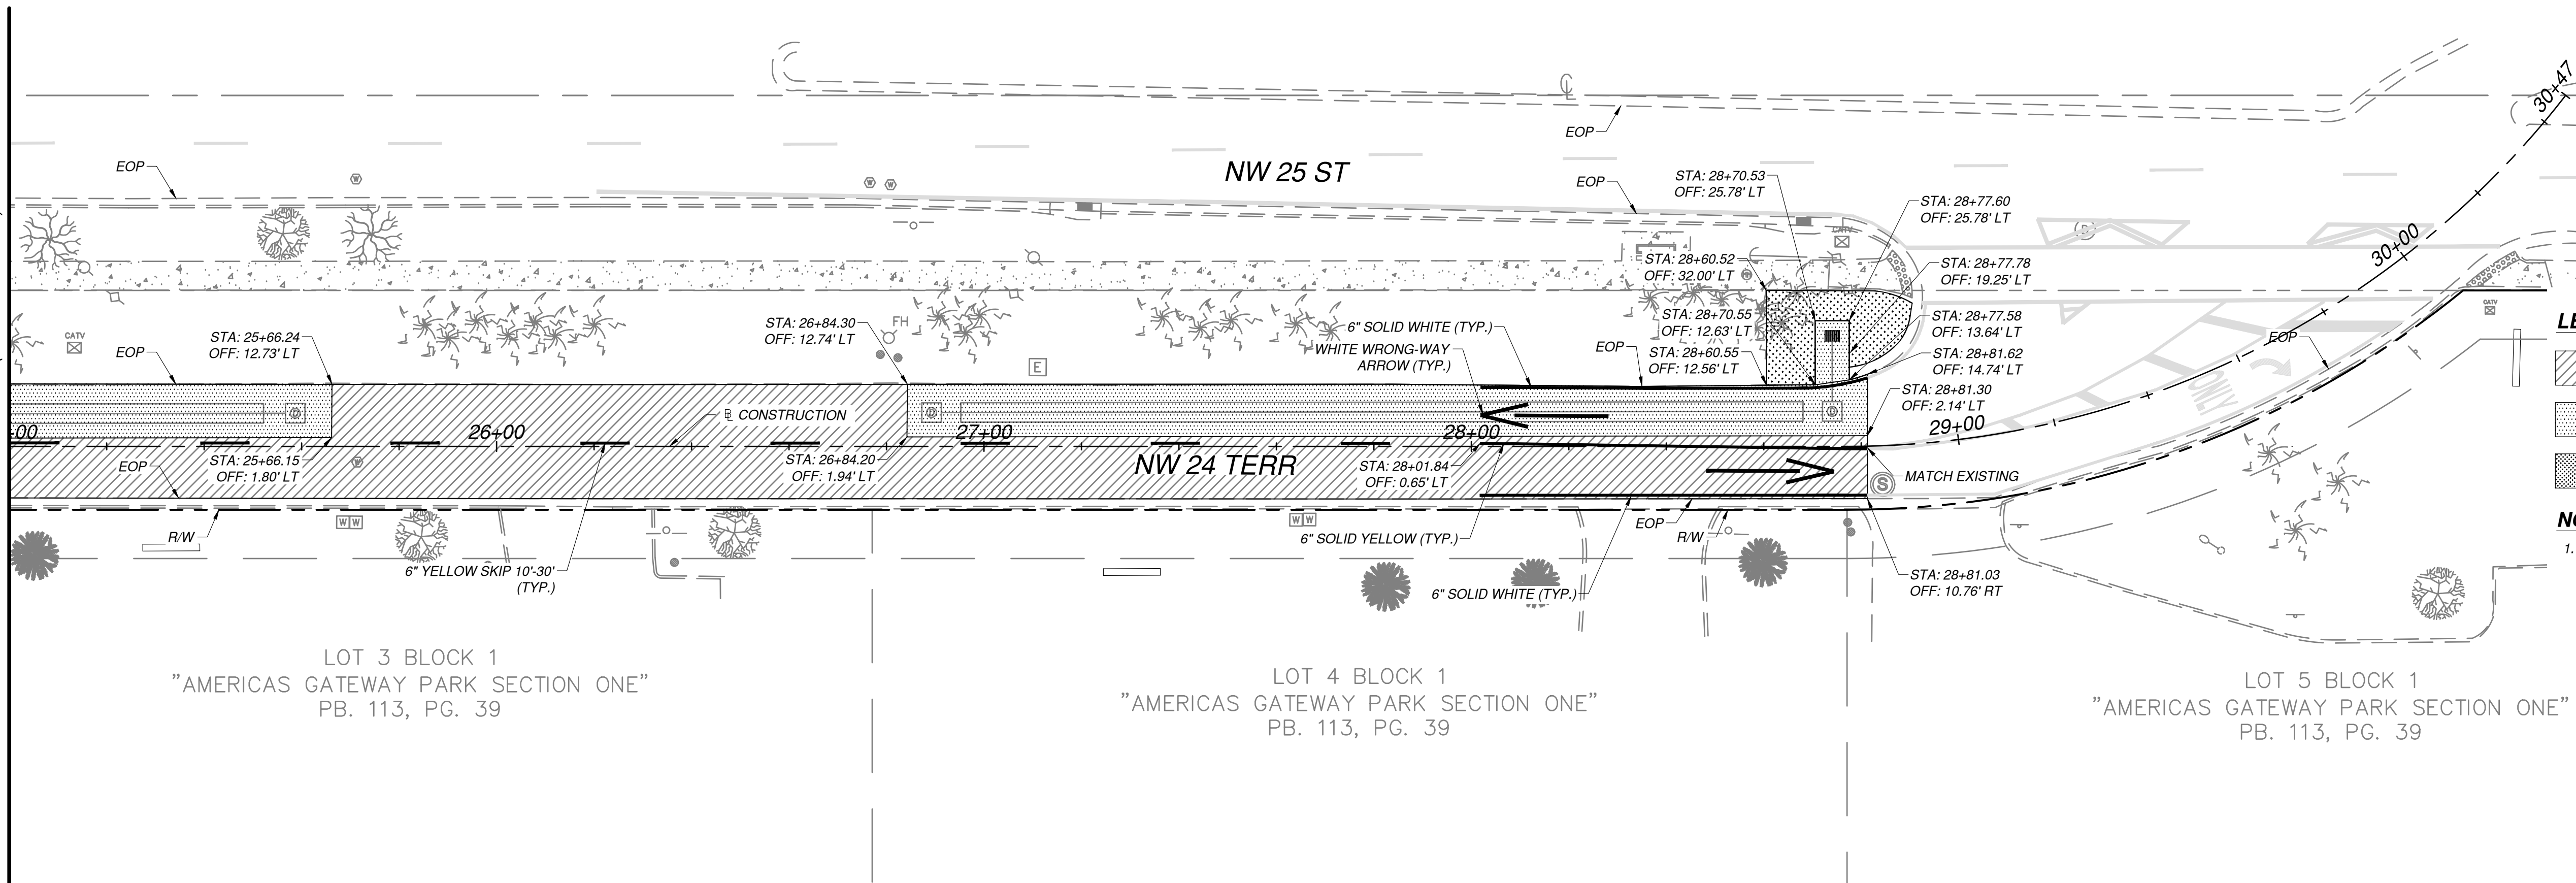 30+47
EOP
EOP
NW 25 ST
EOP
STA: 28+70.53
OFF: 25.78' LT
STA: 28+77.60
OFF: 25.78' LT
CATV
30+00
STA: 28+60.52
OFF: 32.00' LT
STA: 28+77.78
OFF: 19.25' LT
CATV
STA: 25+66.24
OFF: 12.73' LT
CATV
EOP
STA: 26+84.30
OFF: 12.74' LT
FH
E
6" SOLID WHITE (TYP.)
WHITE WRONG-WAY
ARROW (TYP.)
EOP
STA: 28+70.55
OFF: 12.63' LT
STA: 28+60.55
OFF: 12.56' LT
STA: 28+77.58
OFF: 13.64' LT
STA: 28+81.62
OFF: 14.74' LT
STA: 28+81.30
OFF: 2.14' LT
EOP
ONLY
LE
D
D
D
CONSTRUCTION
00
26+00
27+00
28+00
29+00
EOP
STA: 25+66.15
OFF: 1.80' LT
W
STA: 26+84.20
OFF: 1.94' LT
NW 24 TERR
STA: 28+01.84
OFF: 0.65' LT
S
MATCH EXISTING
R/W
WW
6" YELLOW SKIP 10'-30'
(TYP.)
WW
6" SOLID YELLOW (TYP.)
EOP
R/W
6" SOLID WHITE (TYP.)
STA: 28+81.03
OFF: 10.76' RT
NO
1.
LOT 3 BLOCK 1
"AMERICAS GATEWAY PARK SECTION ONE"
PB. 113, PG. 39
LOT 4 BLOCK 1
"AMERICAS GATEWAY PARK SECTION ONE"
PB. 113, PG. 39
LOT 5 BLOCK 1
"AMERICAS GATEWAY PARK SECTION ONE"
PB. 113, PG. 39